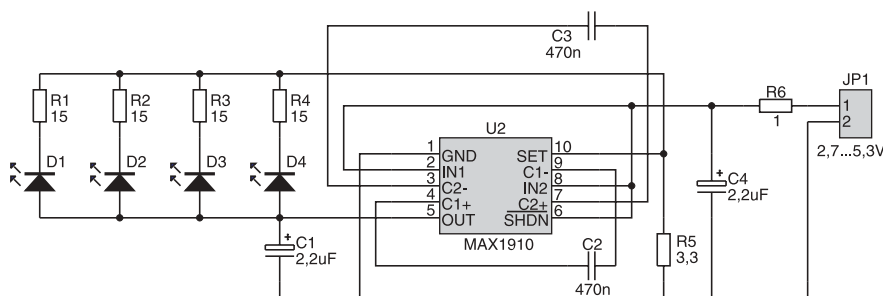 C3
470n
JP1
R1
15
R2
15
R3
15
R4
15
R6
1
1
2
2,7...5,3V
U2
1
GND
SET
10
2
IN1
C1-
9
3
C2-
IN2
8
4
C1+
C2+
7
5
OUT
SHDN
6
MAX1910
D1
D2
D3
D4
+
C4
2,2uF
+
C1
2,2uF
C2
470n
R5
3,3